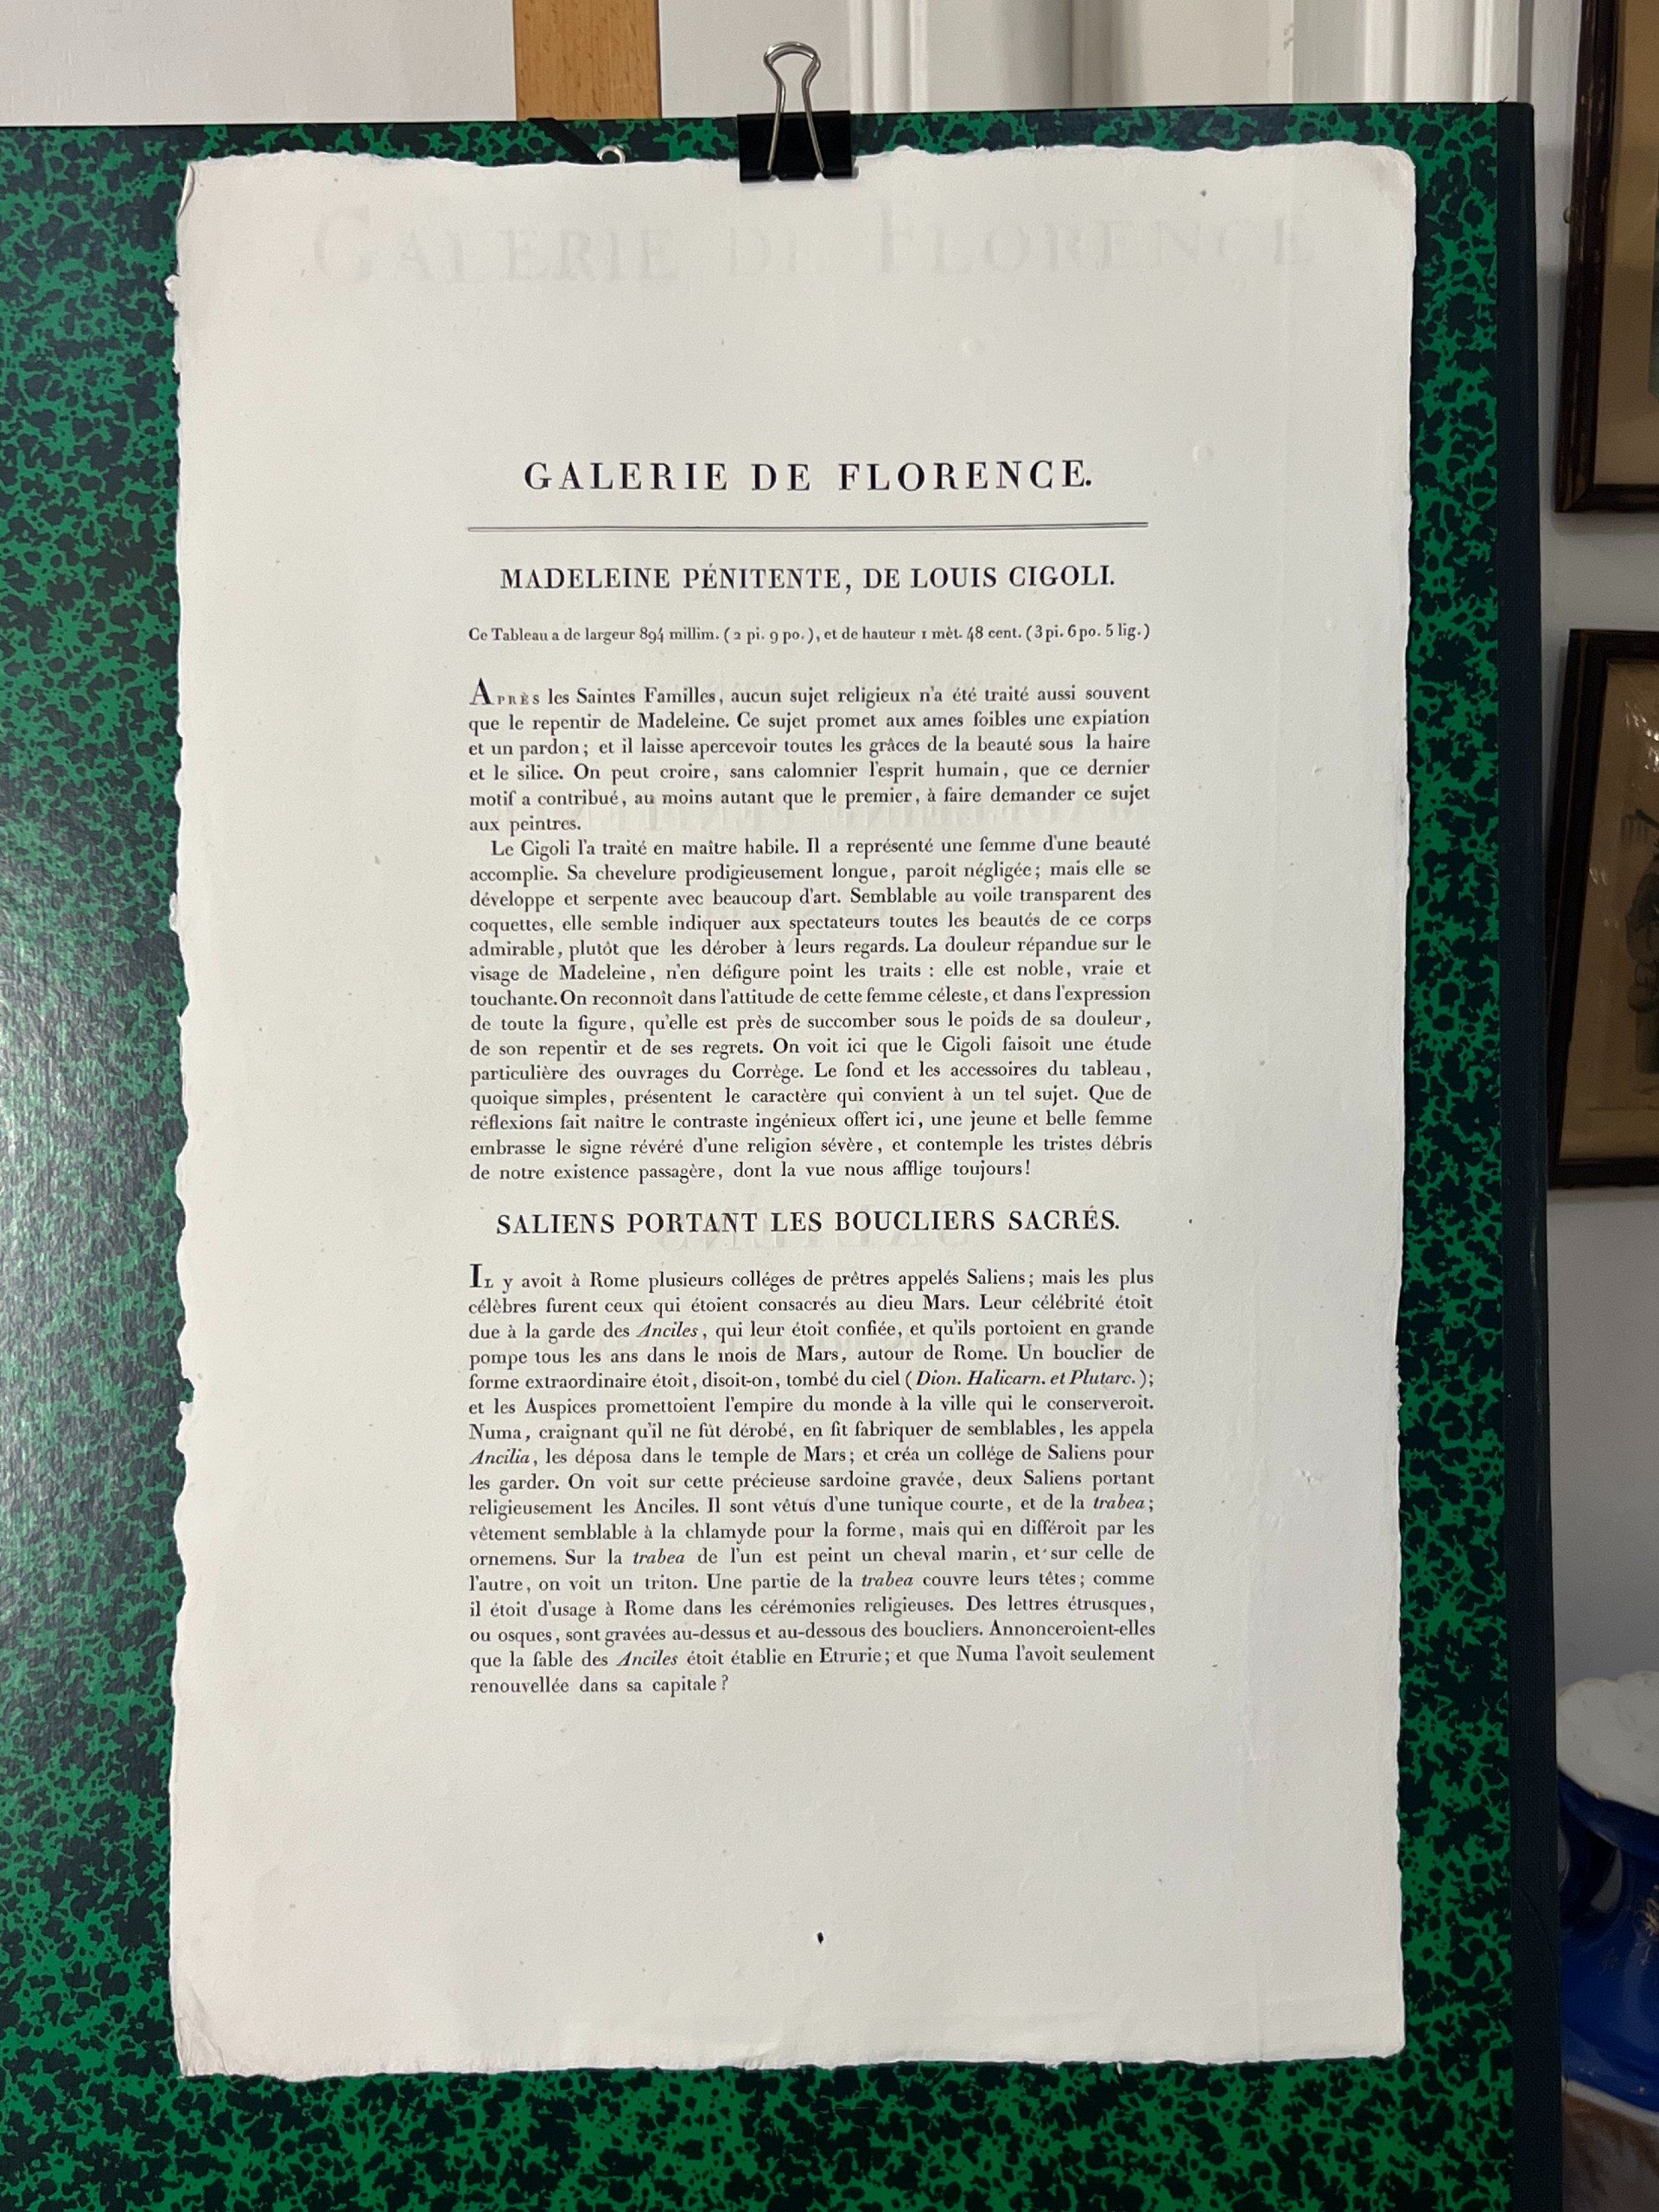 GALERIE DE FLORENCE
GALERIE DE FLORENCE.
MADELEINE PÉNITENTE, DE LOUIS CIGOLI.
Ce Tableau a de largeur 894 millim. (2 pi. 9 po.), et de hauteur 1 mèt. 48 cent. (3 pi. 6 po. 5 lig.)
APRÈS les Saintes Familles, aucun sujet religieux n'a été traité aussi souvent
que le repentir de Madeleine. Ce sujet promet aux ames foibles une expiation
et un pardon; et il laisse apercevoir toutes les grâces de la beauté sous la haire
et le silice. On peut croire, sans calomnier l'esprit humain, que ce dernier
motif a contribué, au moins autant que le premier, à faire demander ce sujet
aux peintres.
Le Cigoli l'a traité en maître habile. Il a représenté une femme d'une beauté
accomplie. Sa chevelure prodigieusement longue, paroît négligée; mais elle se
développe et serpente avec beaucoup d'art. Semblable au voile transparent des
coquettes, elle semble indiquer aux spectateurs toutes les beautés de ce corps
admirable, plutôt que les dérober à leurs regards. La douleur répandue sur le
visage de Madeleine, n'en défigure point les traits : elle est noble, vraie et
touchante. On reconnoît dans l'attitude de cette femme céleste, et dans l'expression
de toute la figure, qu'elle est près de succomber sous le poids de sa douleur,
de son repentir et de ses regrets. On voit ici que le Cigoli faisoit une étude
particulière des ouvrages du Corrège. Le fond et les accessoires du tableau,
quoique simples, présentent le caractère qui convient à un tel sujet. Que de
réflexions fait naître le contraste ingénieux offert ici, une jeune et belle femme
embrasse le signe révéré d'une religion sévère, et contemple les tristes débris
de notre existence passagère, dont la vue nous afflige toujours!
SALIENS PORTANT LES BOUCLIERS SACRÉS.
IL y avoit à Rome plusieurs colléges de prêtres appelés Saliens; mais les plus
célèbres furent ceux qui étoient consacrés au dieu Mars. Leur célébrité étoit
due à la garde des Anciles, qui leur étoit confiée, et qu'ils portoient en grande
pompe tous les ans dans le mois de Mars, autour de Rome. Un bouclier de
forme extraordinaire étoit, disoit-on, tombé du ciel (Dion. Halicarn. et Plutarc.);
et les Auspices promettoient l'empire du monde à la ville qui le conserveroit.
Numa, craignant qu'il ne fût dérobé, en fit fabriquer de semblables, les appela
Ancilia, les déposa dans le temple de Mars; et créa un collége de Saliens pour
les garder. On voit sur cette précieuse sardoine gravée, deux Saliens portant
religieusement les Anciles. Il sont vêtus d'une tunique courte, et de la trabea;
vêtement semblable à la chlamyde pour la forme, mais qui en différoit par les
ornemens. Sur la trabea de l'un est peint un cheval marin, et sur celle de
l'autre, on voit un triton. Une partie de la trabea couvre leurs têtes; comme
il étoit d'usage à Rome dans les cérémonies religieuses. Des lettres étrusques,
ou osques, sont gravées au-dessus et au-dessous des boucliers. Annonceroient-elles
que la fable des Anciles étoit établie en Etrurie; et que Numa l'avoit seulement
renouvellée dans sa capitale?